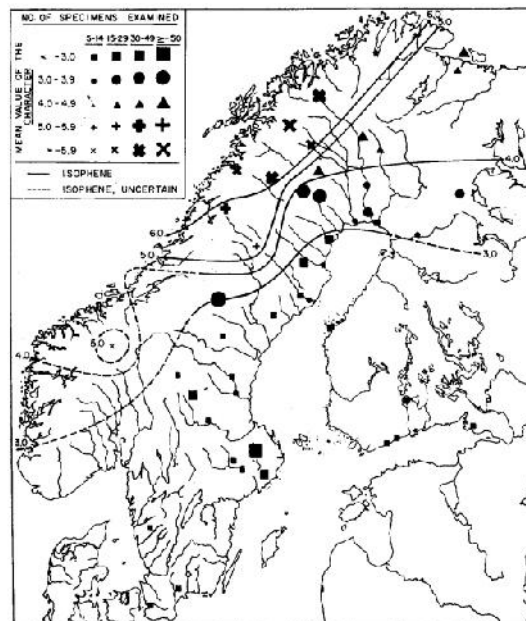 NO. OF SPECIMENS EXAMINED
MEAN VALUE OF THE CHARACTER
5-14 15-29 30-49 ≥-50
-3.0
3.0-3.9
4.0-4.9
5.0-5.9
-5.9
ISOPHENE
ISOPHENE, UNCERTAIN
6.0
5.0
4.0
6.0
5.0
3.0
5.0
4.0
3.0